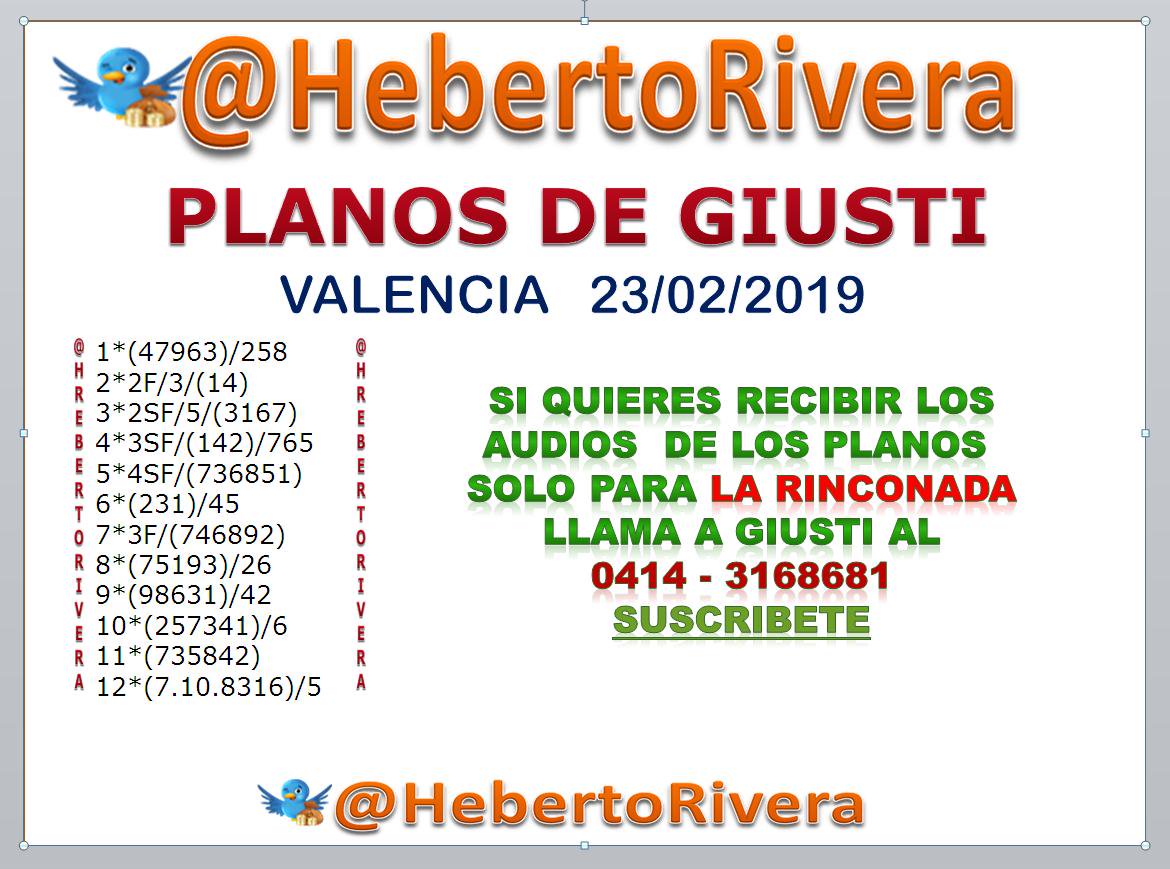 @HebertoRivera
PLANOS DE GIUSTI
VALENCIA 23/02/2019
@HREBERTORIVERA
1*(47963)/258
2*2F/3/(14)
3*2SF/5/(3167)
4*3SF/(142)/765
5*4SF/(736851)
6*(231)/45
7*3F/(746892)
8*(75193)/26
9*(98631)/42
10*(257341)/6
11*(735842)
12*(7.10.8316)/5
@HREBERTORIVERA
SI QUIERES RECIBIR LOS
AUDIOS DE LOS PLANOS
SOLO PARA LA RINCONADA
LLAMA A GIUSTI AL
0414 - 3168681
SUSCRIBETE
@HebertoRivera